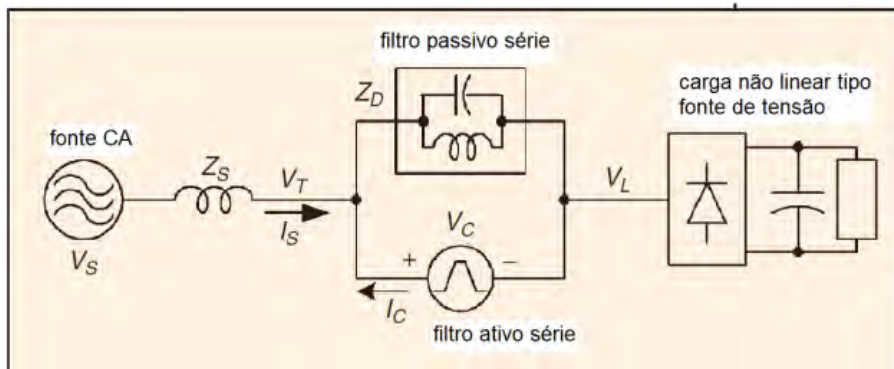 filtro passivo série
carga não linear tipo
fonte de tensão
Z_D
fonte CA
Z_S
V_T
V_L
I_S
V_C
V_S
+
−
I_C
filtro ativo série